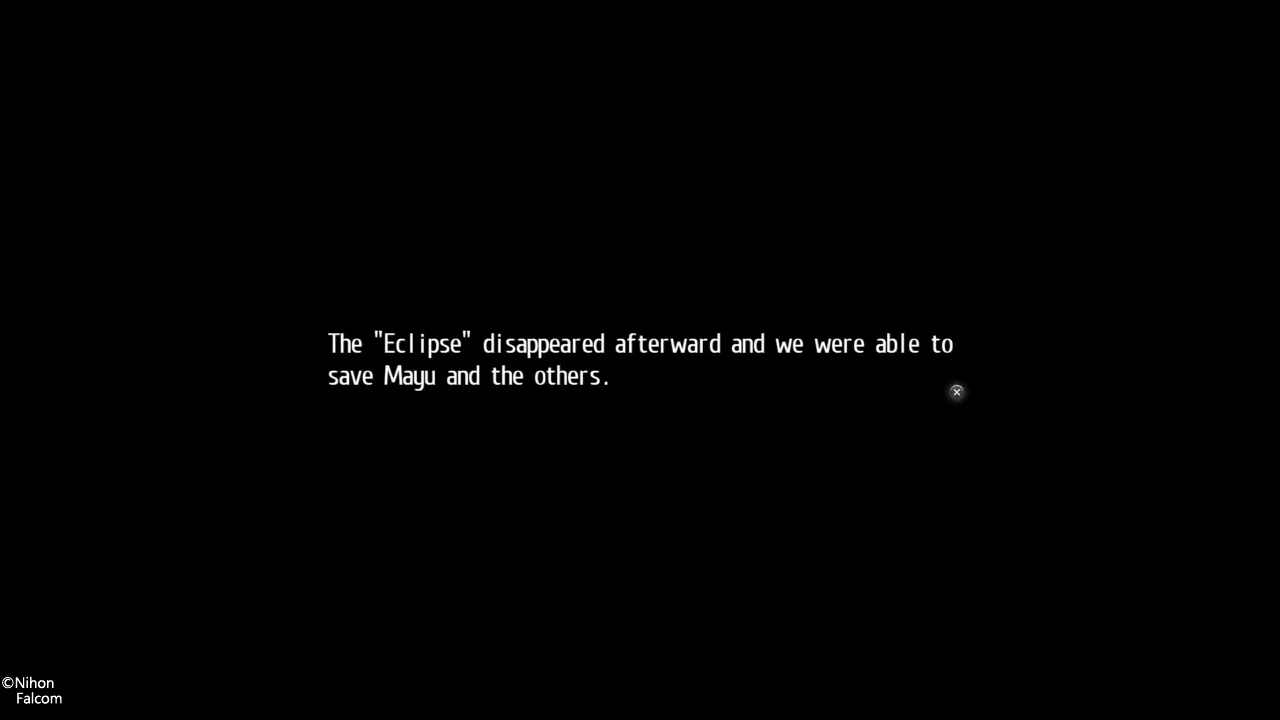 The "Eclipse" disappeared afterward and we were able to
save Mayu and the others.
©Nihon
Falcom